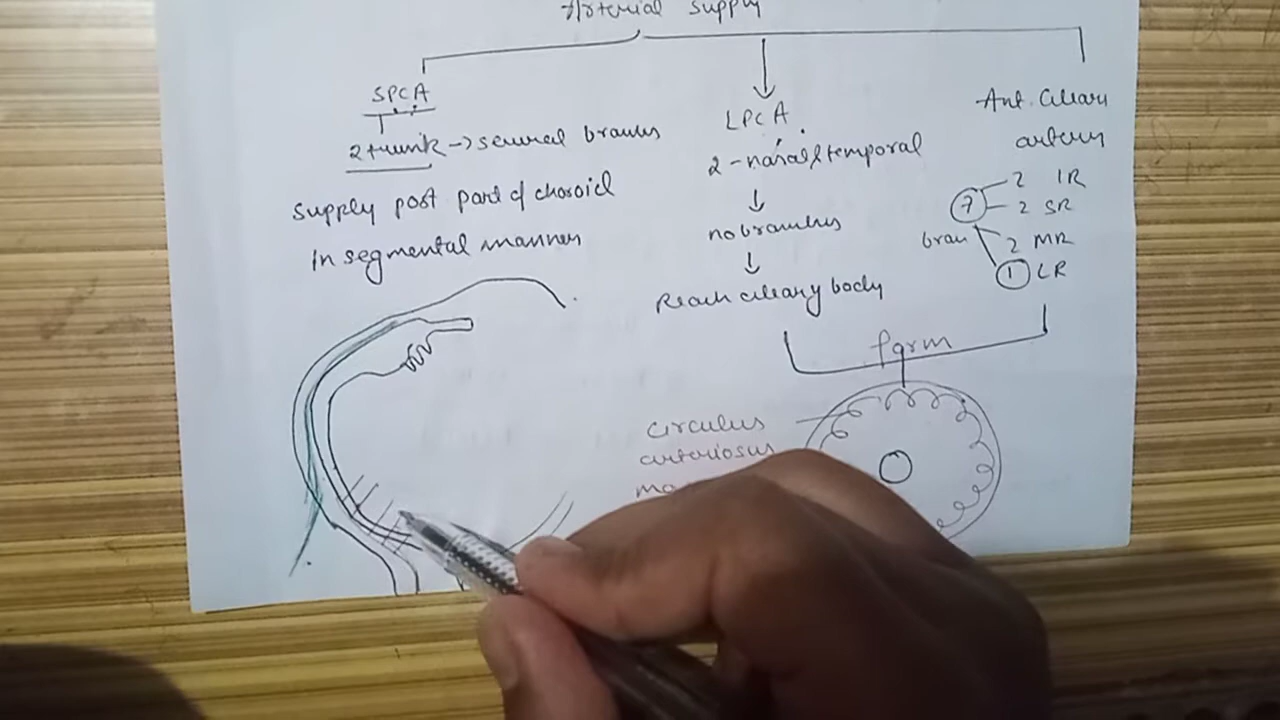 Arterial supply
SPCA
2 trunk → several branches
supply post part of choroid
in segmental manner
LPCA
2 - nasal & temporal
↓
no branches
↓
Reach ciliary body
Ant. Ciliary
artery
7
bran
2 IR
2 SR
2 MR
1 LR
form
circulus
arteriosus